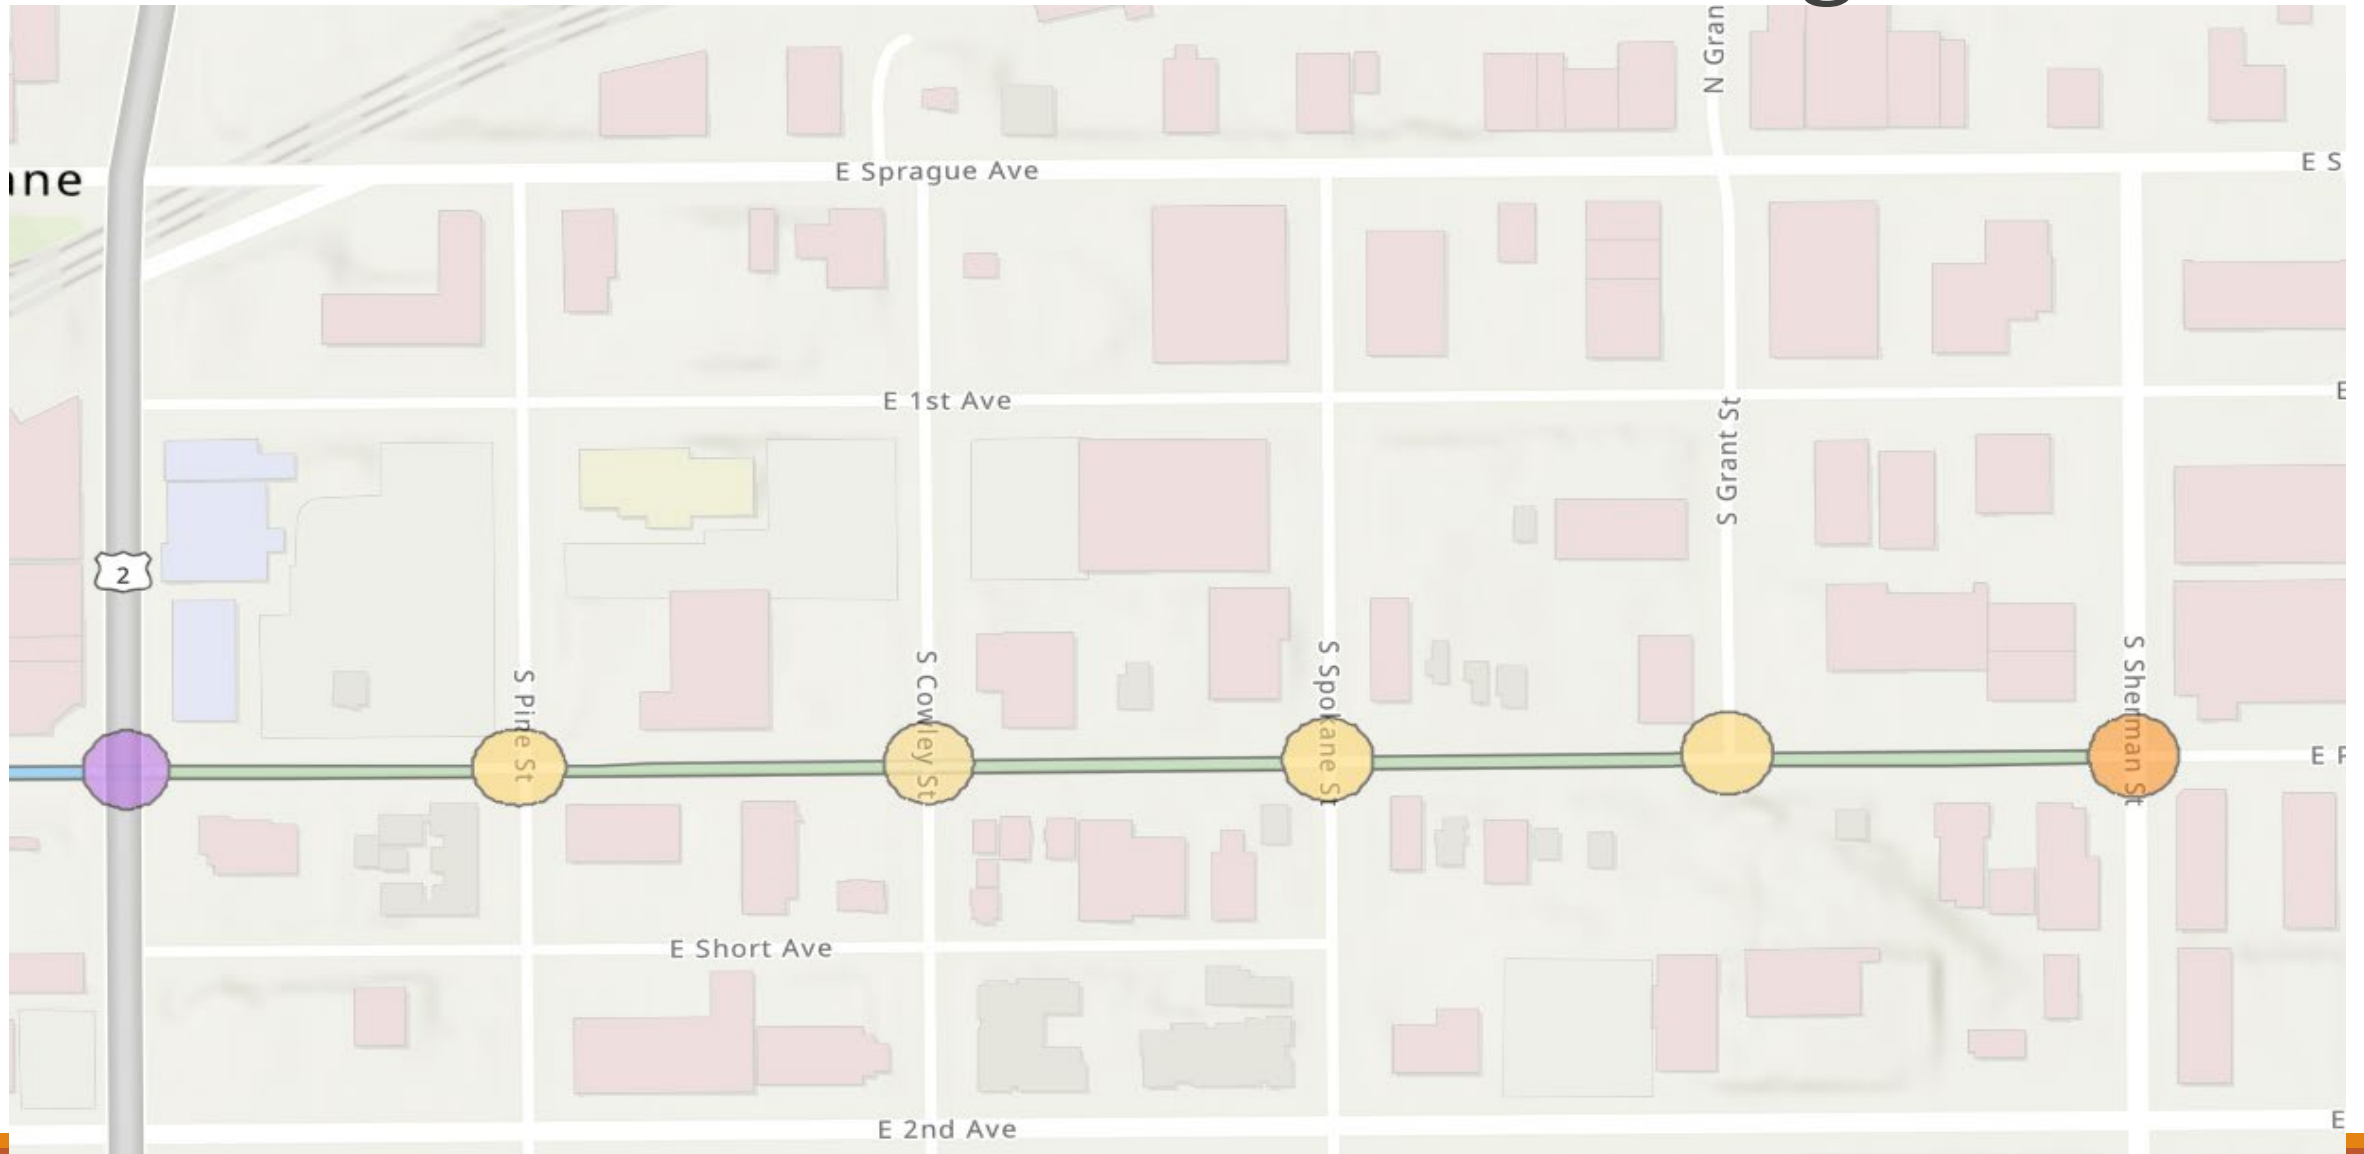 N Gran
E Sprague Ave
E S
ne
E 1st Ave
E
S Grant St
2
S Pine St
S Cowley St
S Spokane St
S Sherman St
E
E Short Ave
E 2nd Ave
E